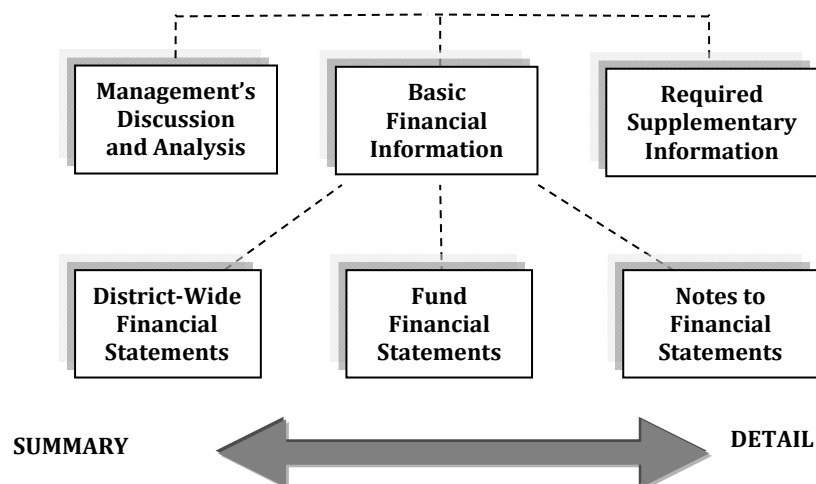 Management’s
Discussion
and Analysis
Basic
Financial
Information
Required
Supplementary
Information
District-Wide
Financial
Statements
Fund
Financial
Statements
Notes to
Financial
Statements
SUMMARY
DETAIL